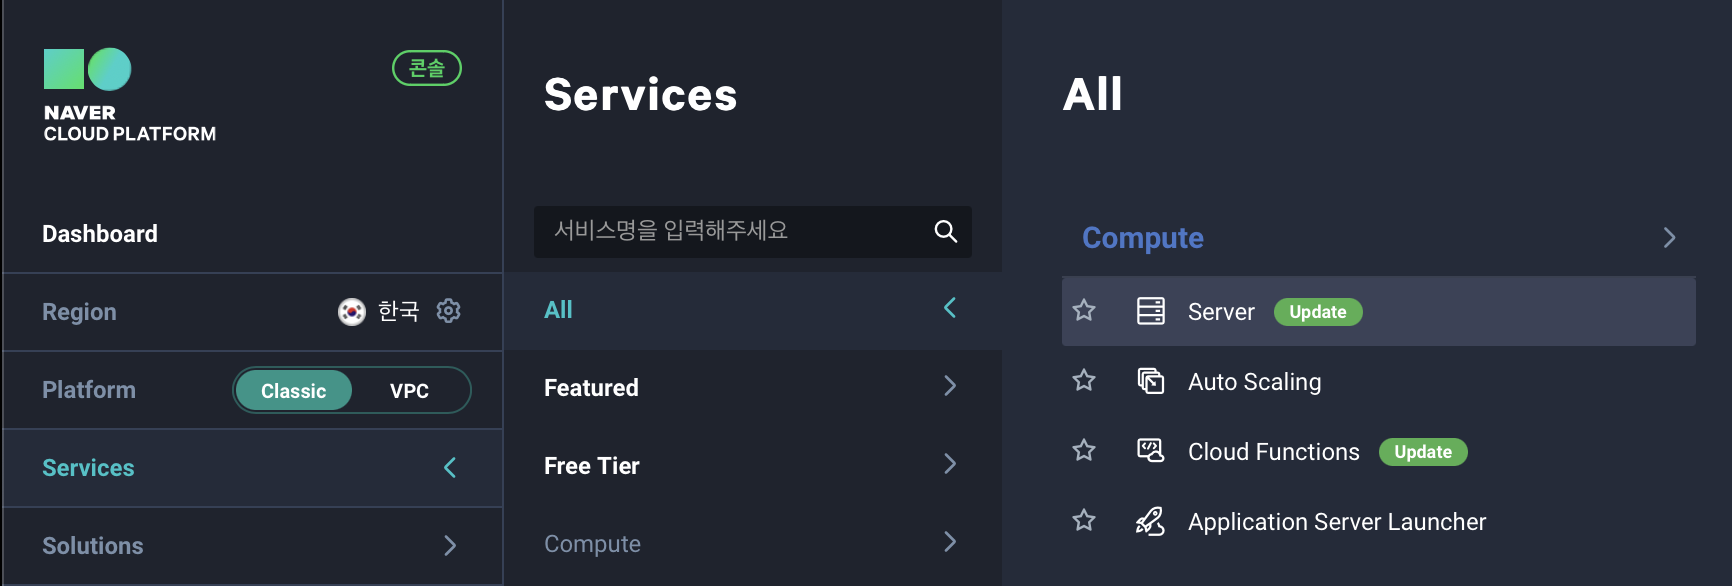 NAVER
CLOUD PLATFORM
콘솔
Dashboard
Region 한국
Platform Classic VPC
Services
Solutions
Services
서비스명을 입력해주세요
All
Featured
Free Tier
Compute
All
Compute
Server Update
Auto Scaling
Cloud Functions Update
Application Server Launcher